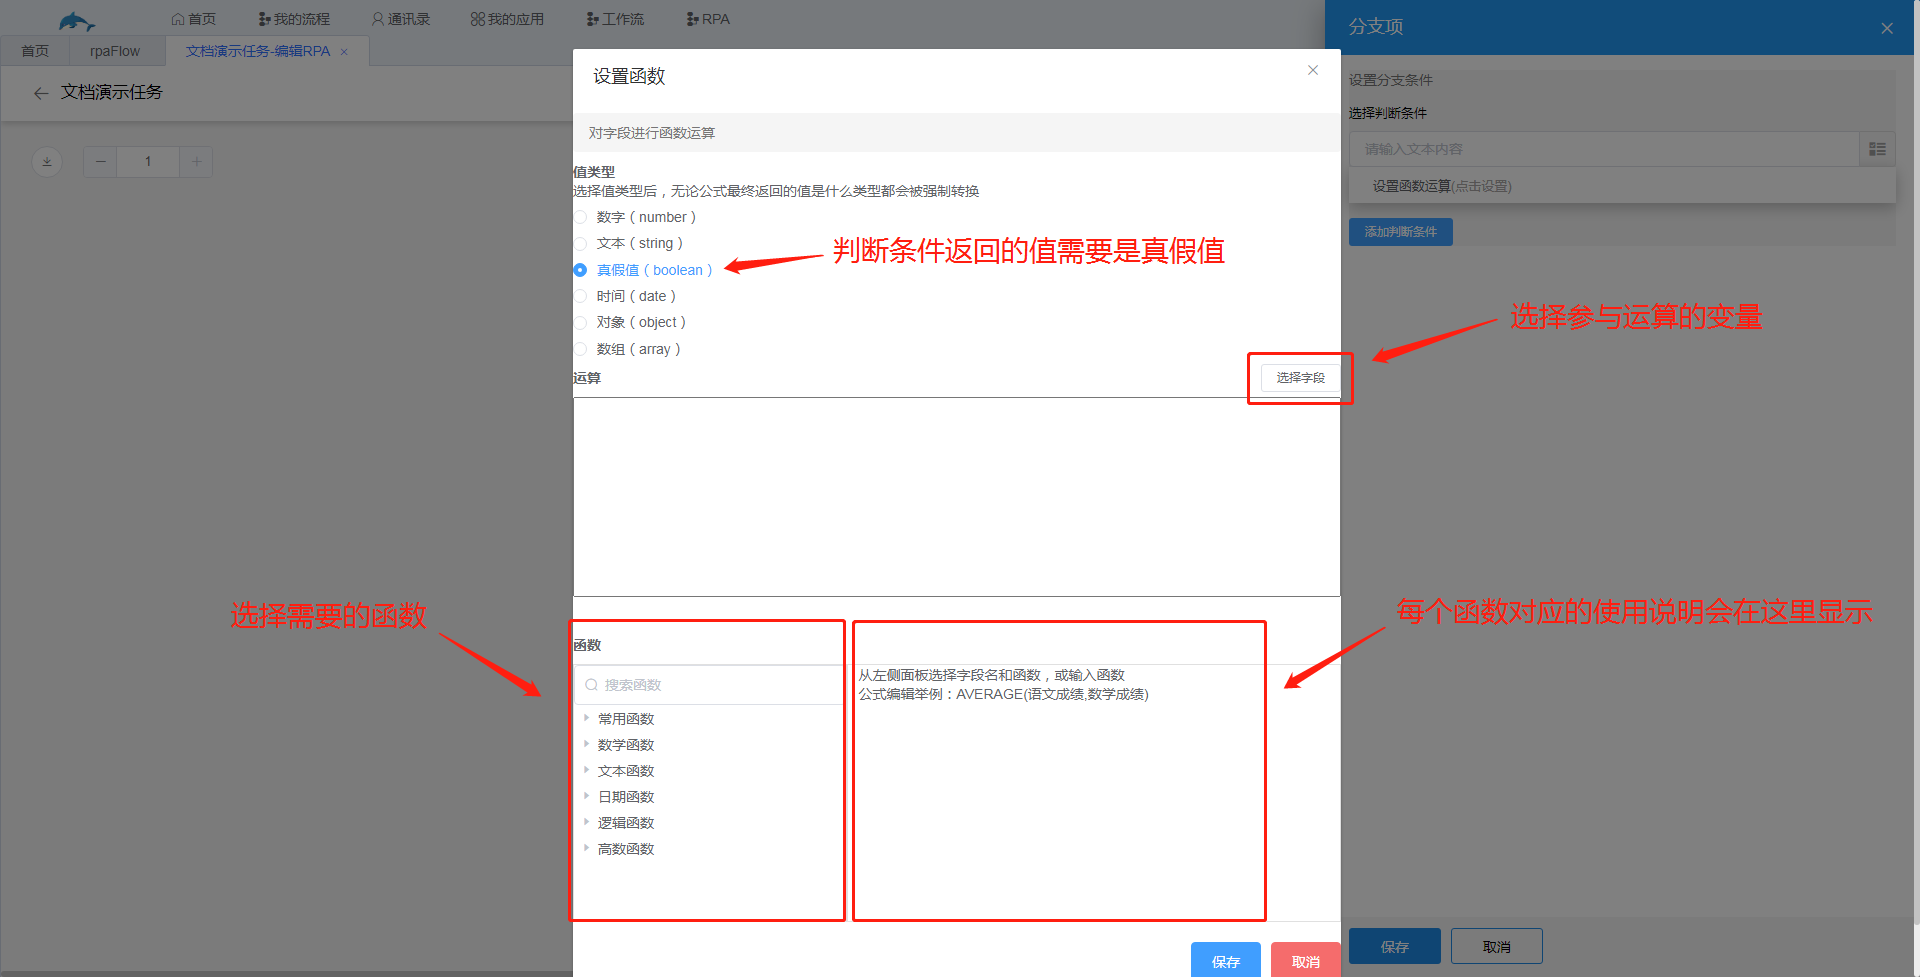 首页
我的流程
通讯录
我的应用
工作流
RPA
首页
rpaFlow
文档演示任务-编辑RPA
文档演示任务
1
设置函数
对字段进行函数运算
值类型
选择值类型后，无论公式最终返回的值是什么类型都会被强制转换
数字（number）
文本（string）
真假值（boolean）
时间（date）
对象（object）
数组（array）
判断条件返回的值需要是真假值
运算
选择字段
选择参与运算的变量
选择需要的函数
函数
搜索函数
常用函数
数学函数
文本函数
日期函数
逻辑函数
高数函数
从左侧面板选择字段名和函数，或输入函数
公式编辑举例：AVERAGE(语文成绩,数学成绩)
每个函数对应的使用说明会在这里显示
保存
取消
分支项
设置分支条件
选择判断条件
请输入文本内容
设置函数运算(点击设置)
添加判断条件
保存
取消